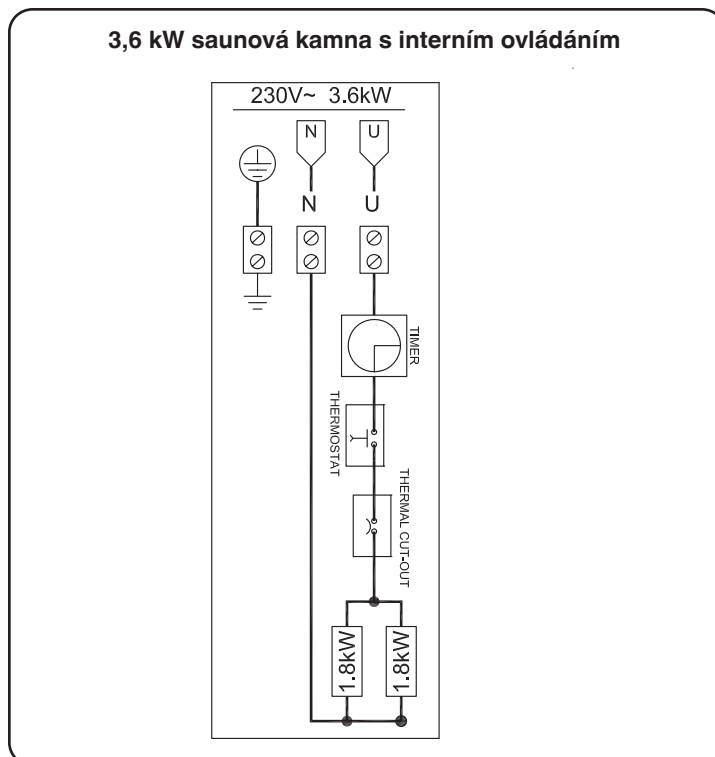 3,6 kW saunová kamna s interním ovládáním
230V~ 3.6kW
N U
N U
TIMER
THERMOSTAT
THERMAL CUT-OUT
1.8kW 1.8kW